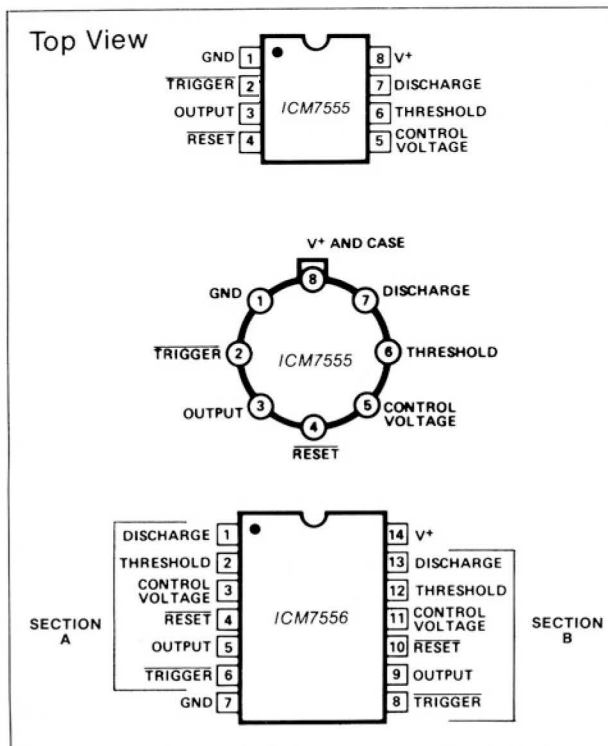 Top View
GND 1 8 V+
TRIGGER 2 7 DISCHARGE
ICM7555
OUTPUT 3 6 THRESHOLD
RESET 4 5 CONTROL
VOLTAGE
V+ AND CASE
8
GND 1 7 DISCHARGE
TRIGGER 2 ICM7555 6 THRESHOLD
OUTPUT 3 5 CONTROL
VOLTAGE
4
RESET
DISCHARGE 1 14 V+
THRESHOLD 2 13 DISCHARGE
CONTROL
VOLTAGE 3 12 THRESHOLD
SECTION
A
RESET 4 ICM7556 11 CONTROL
VOLTAGE
SECTION
B
OUTPUT 5 10 RESET
TRIGGER 6 9 OUTPUT
GND 7 8 TRIGGER